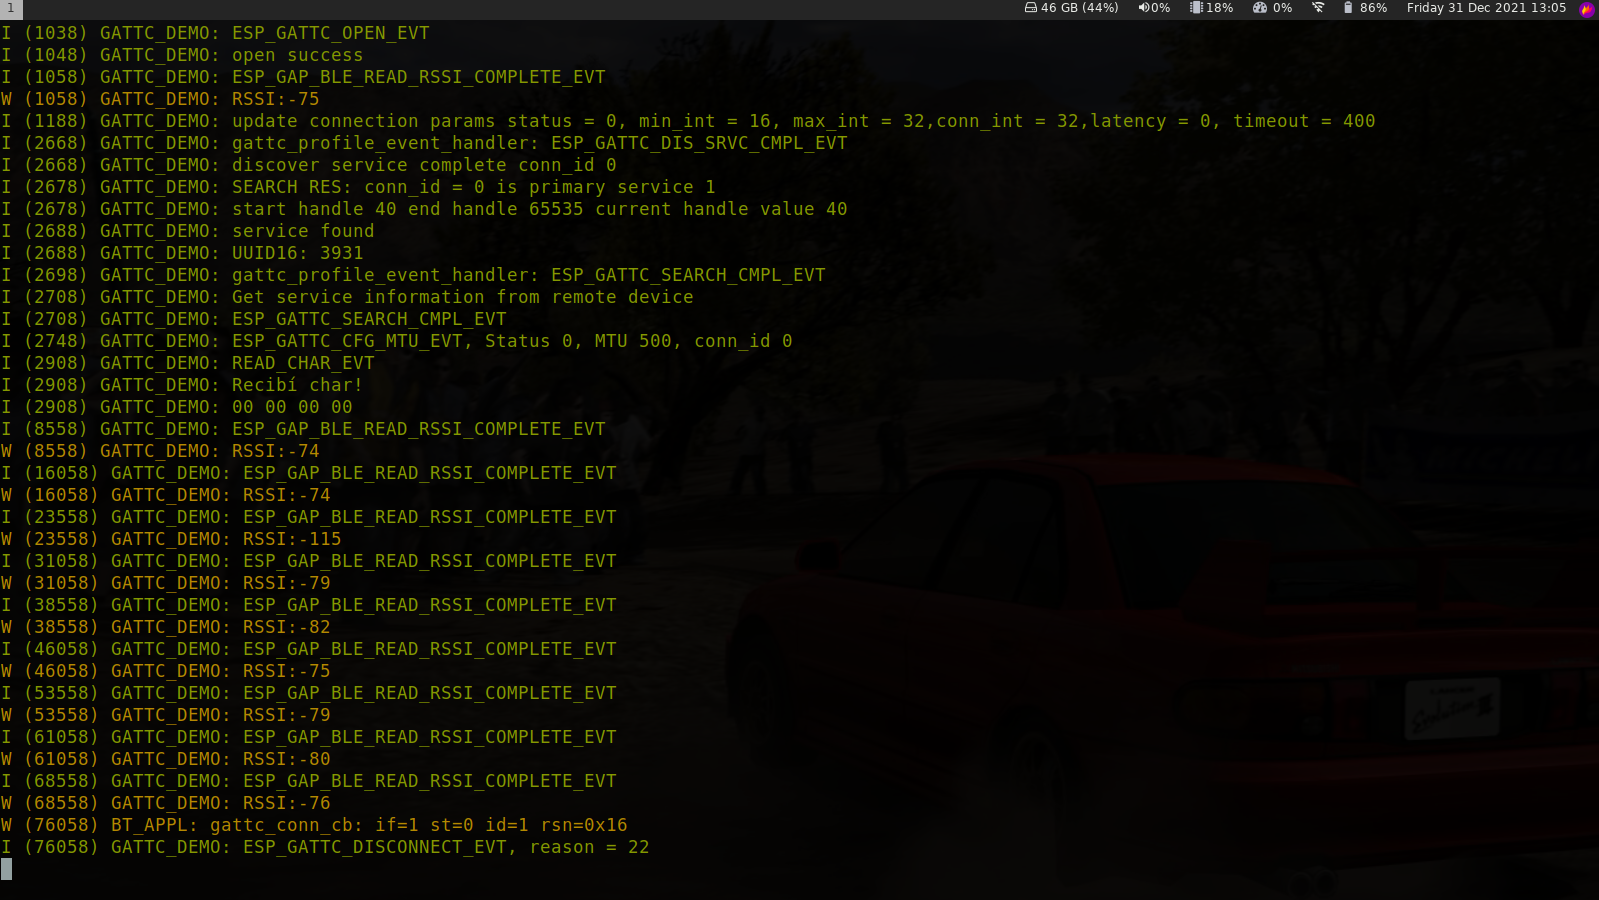 1 46 GB (44%) 0% 18% 0% 86% Friday 31 Dec 2021 13:05
I (1038) GATTC_DEMO: ESP_GATTC_OPEN_EVT
I (1048) GATTC_DEMO: open success
I (1058) GATTC_DEMO: ESP_GAP_BLE_READ_RSSI_COMPLETE_EVT
W (1058) GATTC_DEMO: RSSI:-75
I (1188) GATTC_DEMO: update connection params status = 0, min_int = 16, max_int = 32,conn_int = 32,latency = 0, timeout = 400
I (2668) GATTC_DEMO: gattc_profile_event_handler: ESP_GATTC_DIS_SRVC_CMPL_EVT
I (2668) GATTC_DEMO: discover service complete conn_id 0
I (2678) GATTC_DEMO: SEARCH RES: conn_id = 0 is primary service 1
I (2678) GATTC_DEMO: start handle 40 end handle 65535 current handle value 40
I (2688) GATTC_DEMO: service found
I (2688) GATTC_DEMO: UUID16: 3931
I (2698) GATTC_DEMO: gattc_profile_event_handler: ESP_GATTC_SEARCH_CMPL_EVT
I (2708) GATTC_DEMO: Get service information from remote device
I (2708) GATTC_DEMO: ESP_GATTC_SEARCH_CMPL_EVT
I (2748) GATTC_DEMO: ESP_GATTC_CFG_MTU_EVT, Status 0, MTU 500, conn_id 0
I (2908) GATTC_DEMO: READ_CHAR_EVT
I (2908) GATTC_DEMO: Recibí char!
I (2908) GATTC_DEMO: 00 00 00 00
I (8558) GATTC_DEMO: ESP_GAP_BLE_READ_RSSI_COMPLETE_EVT
W (8558) GATTC_DEMO: RSSI:-74
I (16058) GATTC_DEMO: ESP_GAP_BLE_READ_RSSI_COMPLETE_EVT
W (16058) GATTC_DEMO: RSSI:-74
I (23558) GATTC_DEMO: ESP_GAP_BLE_READ_RSSI_COMPLETE_EVT
W (23558) GATTC_DEMO: RSSI:-115
I (31058) GATTC_DEMO: ESP_GAP_BLE_READ_RSSI_COMPLETE_EVT
W (31058) GATTC_DEMO: RSSI:-79
I (38558) GATTC_DEMO: ESP_GAP_BLE_READ_RSSI_COMPLETE_EVT
W (38558) GATTC_DEMO: RSSI:-82
I (46058) GATTC_DEMO: ESP_GAP_BLE_READ_RSSI_COMPLETE_EVT
W (46058) GATTC_DEMO: RSSI:-75
I (53558) GATTC_DEMO: ESP_GAP_BLE_READ_RSSI_COMPLETE_EVT
W (53558) GATTC_DEMO: RSSI:-79
I (61058) GATTC_DEMO: ESP_GAP_BLE_READ_RSSI_COMPLETE_EVT
W (61058) GATTC_DEMO: RSSI:-80
I (68558) GATTC_DEMO: ESP_GAP_BLE_READ_RSSI_COMPLETE_EVT
W (68558) GATTC_DEMO: RSSI:-76
W (76058) BT_APPL: gattc_conn_cb: if=1 st=0 id=1 rsn=0x16
I (76058) GATTC_DEMO: ESP_GATTC_DISCONNECT_EVT, reason = 22
Evolution III